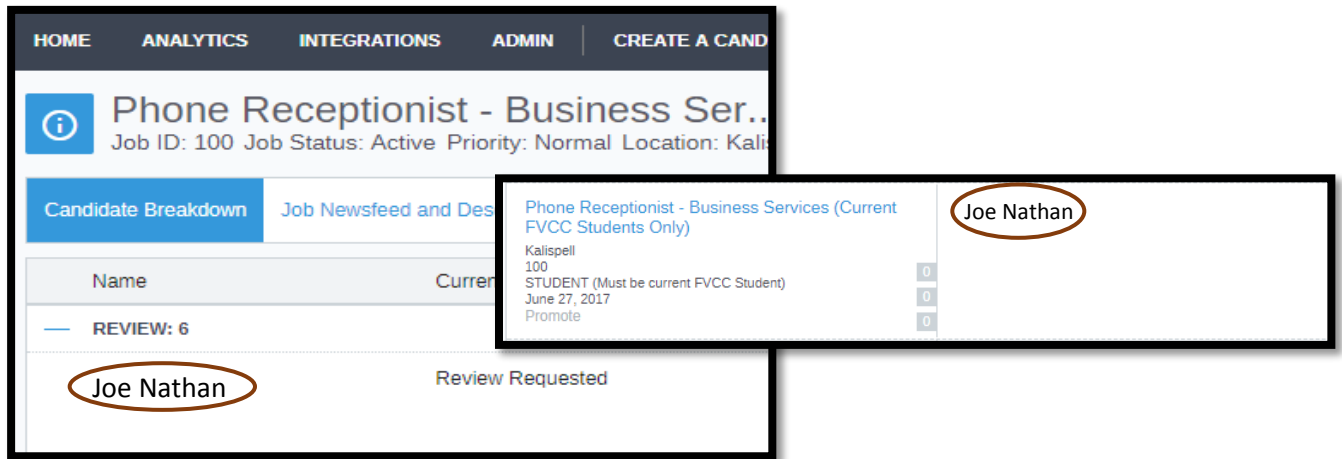 HOME ANALYTICS INTEGRATIONS ADMIN CREATE A CAND
Phone Receptionist - Business Ser..
Job ID: 100 Job Status: Active Priority: Normal Location: Kalis
Candidate Breakdown Job Newsfeed and Des
Name Curren
REVIEW: 6
Joe Nathan Review Requested
Phone Receptionist - Business Services (Current
FVCC Students Only)
Kalispell
100
STUDENT (Must be current FVCC Student)
June 27, 2017
Promote
0
0
0
Joe Nathan